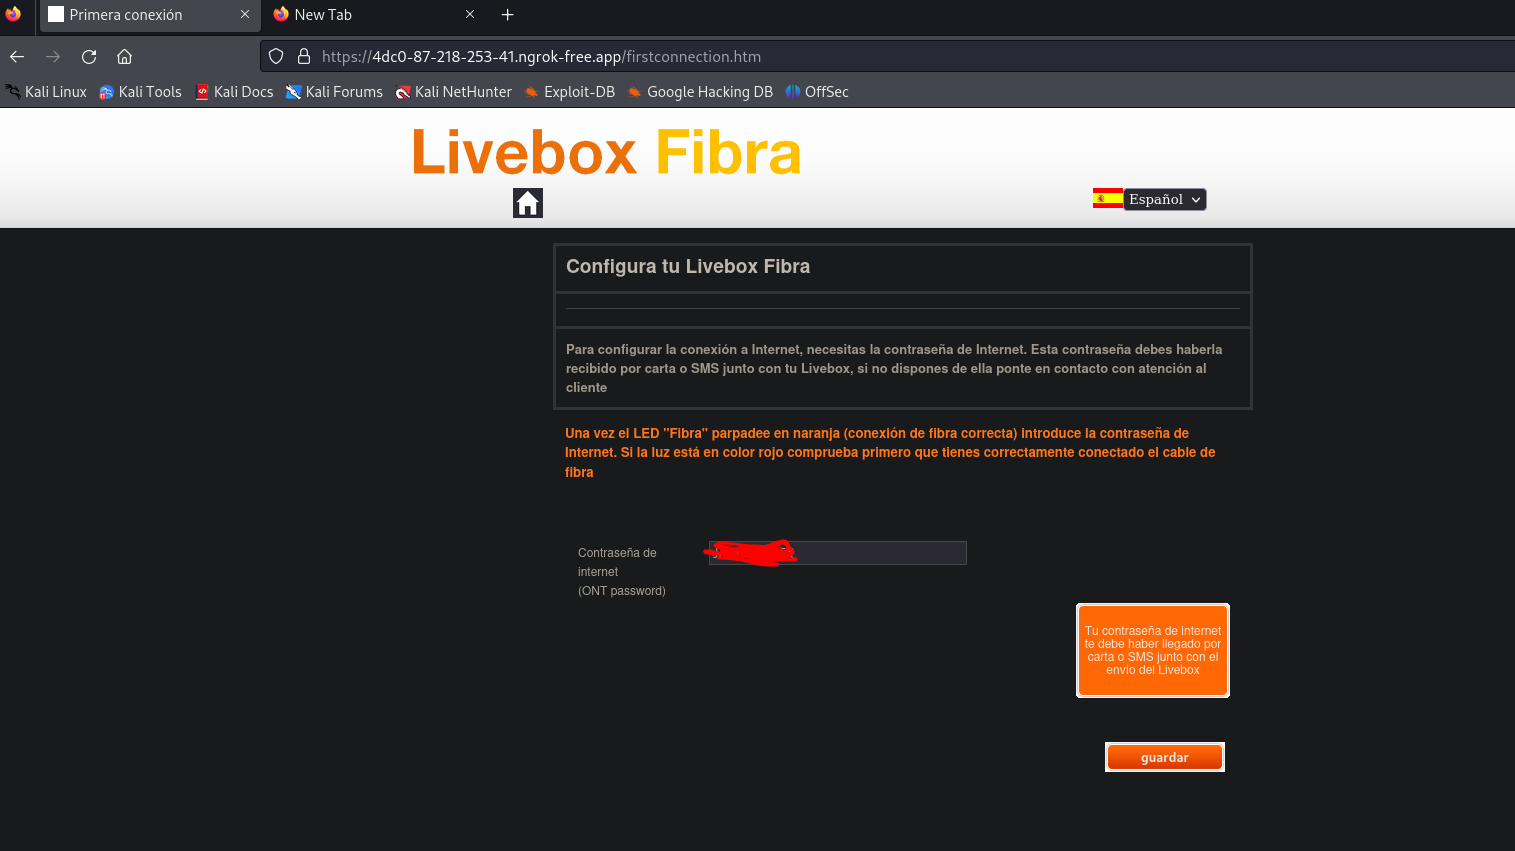 Primera conexión
New Tab
https://4dc0-87-218-253-41.ngrok-free.app/firstconnection.htm
Kali Linux Kali Tools Kali Docs Kali Forums Kali NetHunter Exploit-DB Google Hacking DB OffSec
Livebox Fibra
Español
Configura tu Livebox Fibra
Para configurar la conexión a Internet, necesitas la contraseña de Internet. Esta contraseña debes haberla
recibido por carta o SMS junto con tu Livebox, si no dispones de ella ponte en contacto con atención al
cliente
Una vez el LED "Fibra" parpadee en naranja (conexión de fibra correcta) introduce la contraseña de
Internet. Si la luz está en color rojo comprueba primero que tienes correctamente conectado el cable de
fibra
Contraseña de
internet
(ONT password)
Tu contraseña de Internet
te debe haber llegado por
carta o SMS junto con el
envío del Livebox
guardar